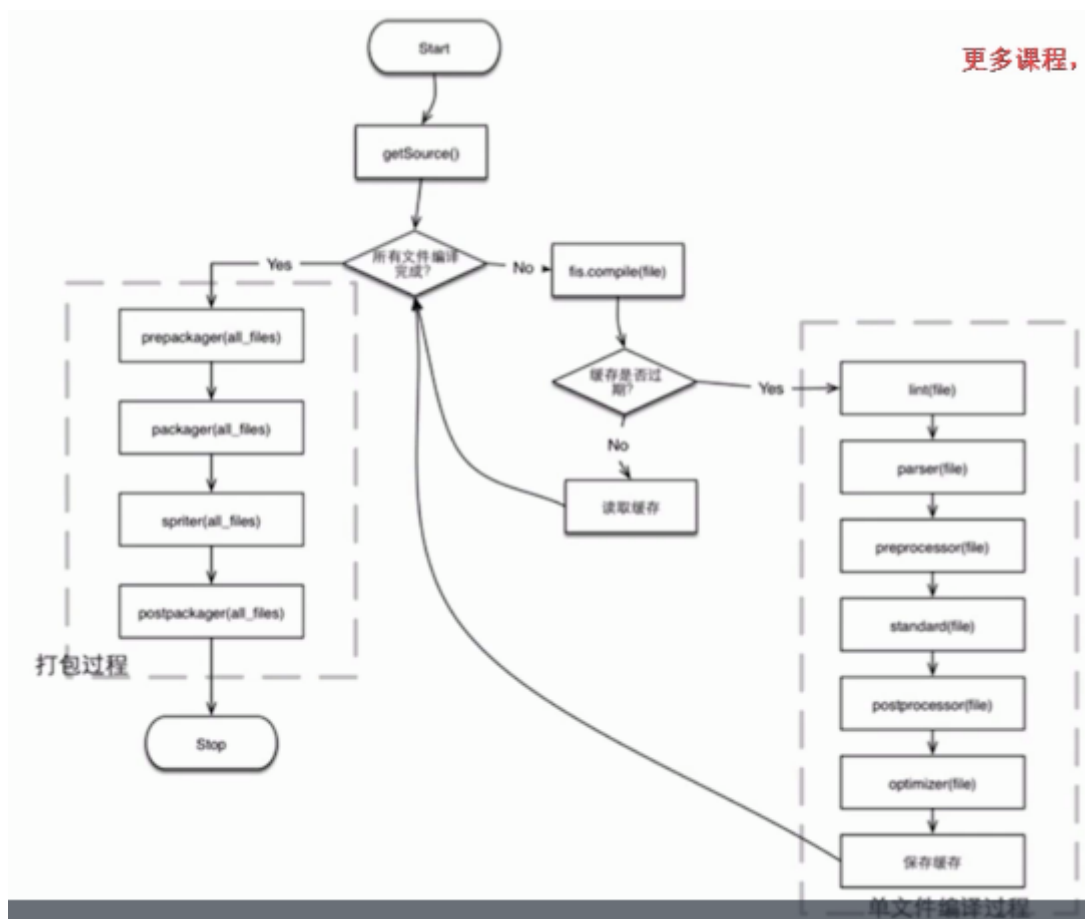 Start
更多课程，
getSource()
所有文件编译
完成?
Yes
No
fis.compile(file)
prepackager(all_files)
缓存是否过
期?
Yes
lint(file)
packager(all_files)
No
parser(file)
读取缓存
spriter(all_files)
preprocessor(file)
postpackager(all_files)
standard(file)
打包过程
postprocessor(file)
Stop
optimizer(file)
保存缓存
单文件编译过程